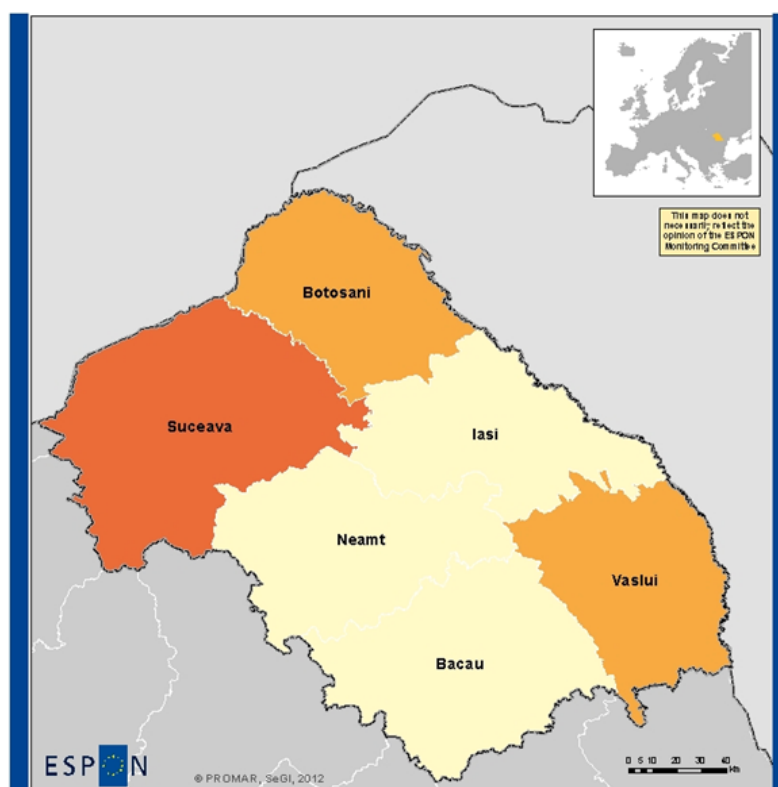 This map does not
necessarily reflect the
opinion of the ESPON
Monitoring Committee
Botosani
Suceava
Iasi
Neamt
Vaslui
Bacau
ESPON
© PROMAR, SeGI, 2012
0 5 10 20 30 40
km